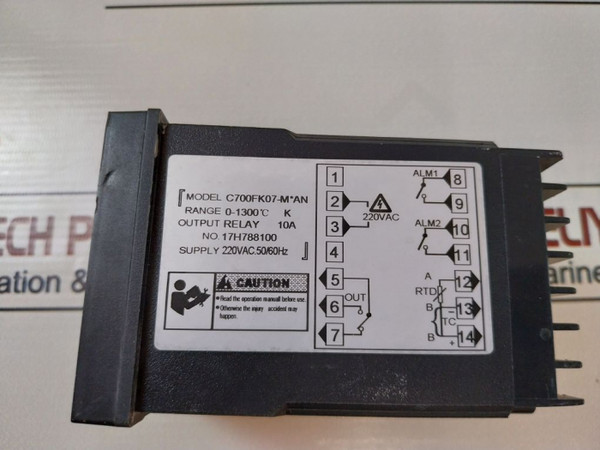 MODEL C700FK07-M*AN
RANGE 0-1300℃ K
OUTPUT RELAY 10A
NO. 17H788100
SUPPLY 220VAC.50/60Hz
CAUTION
●Read the operation manual before use.
●Otherwise the injury accident may
happen.
1
2
3
4
5
6
7
220VAC
OUT
ALM1
8
9
ALM2
10
11
A
12
RTD
B
13
TC
B
14
TECH
ation &
arine